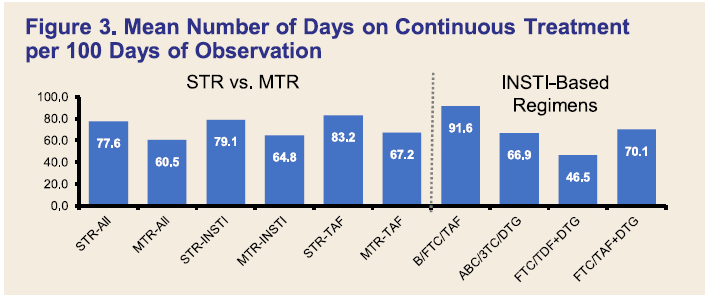 Figure 3. Mean Number of Days on Continuous Treatment
per 100 Days of Observation
STR vs. MTR
INSTI-Based
Regimens
100,0
80.0
60.0
40.0
20.0
0,0
77.6
60.5
79.1
64.8
83.2
67.2
91.6
66.9
46.5
70.1
STR-All
MTR-All
STR-INSTI
MTR-INSTI
STR-TAF
MTR-TAF
B/FTC/TAF
ABC/3TC/DTG
FTC/TDF+DTG
FTC/TAF+DTG